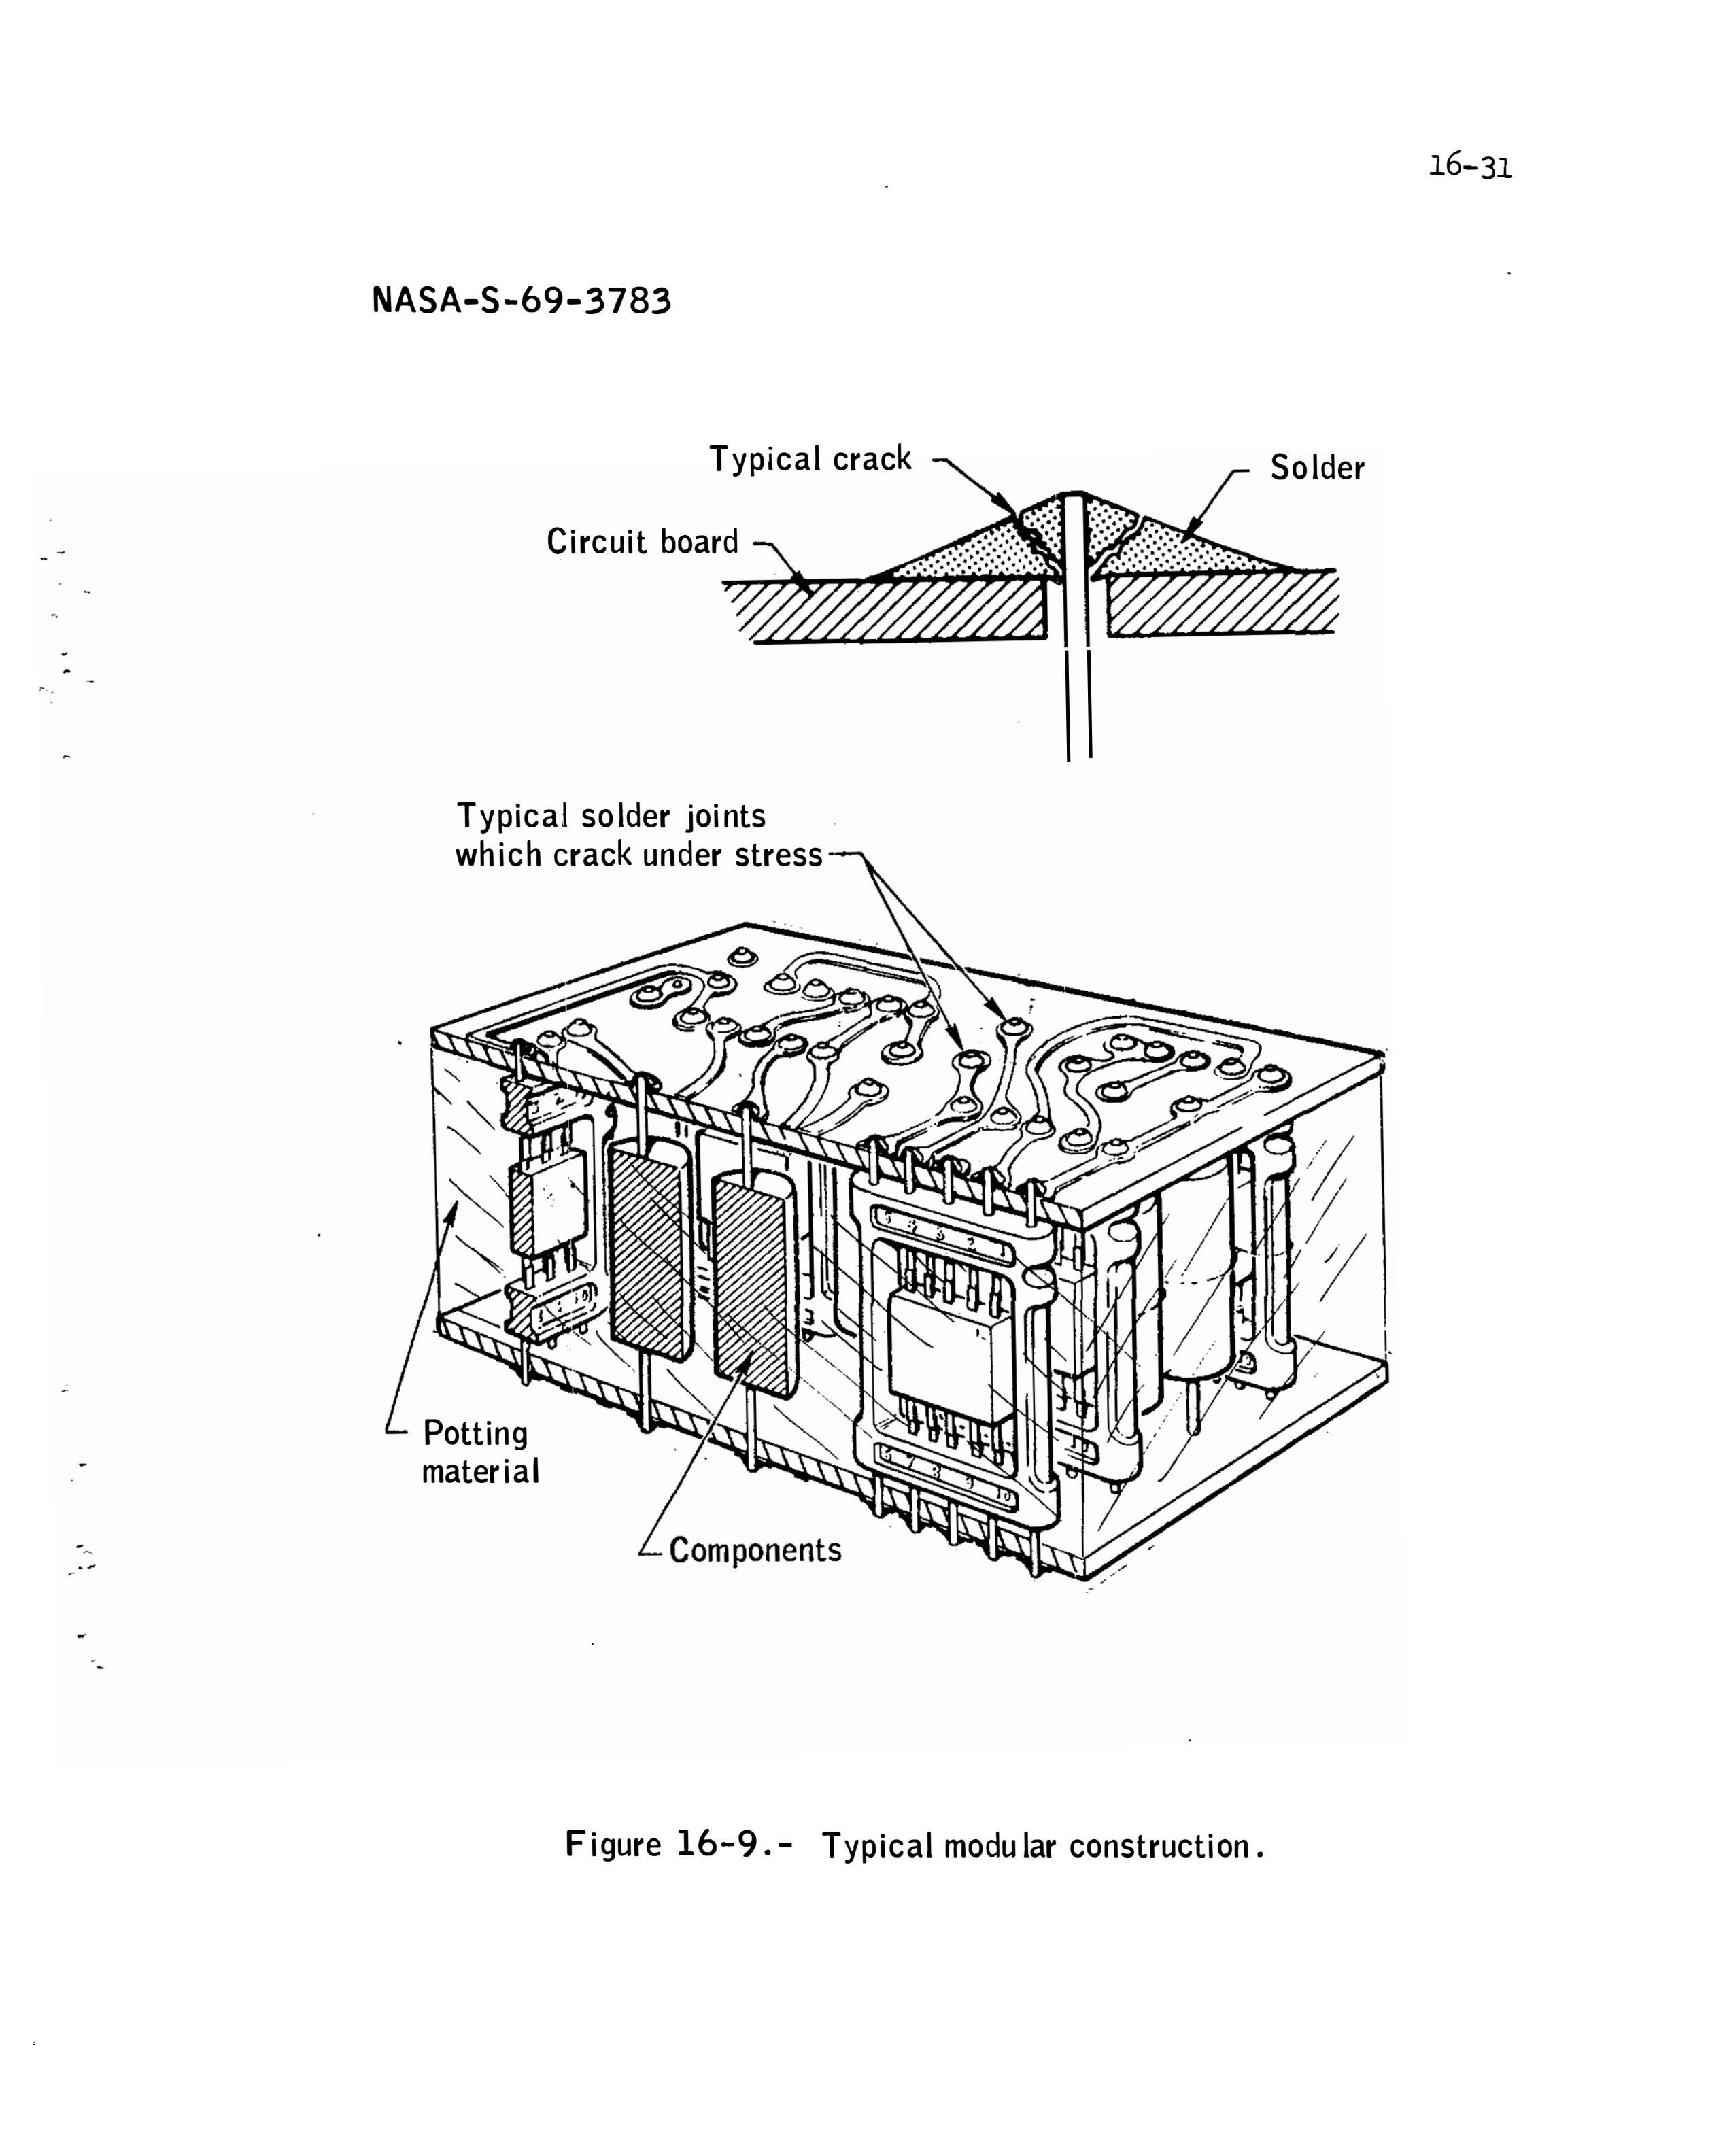 16-31
NASA-S-69-3783
Typical crack
Solder
Circuit board
Typical solder joints
which crack under stress
Potting
material
Components
Figure 16-9.- Typical modular construction.